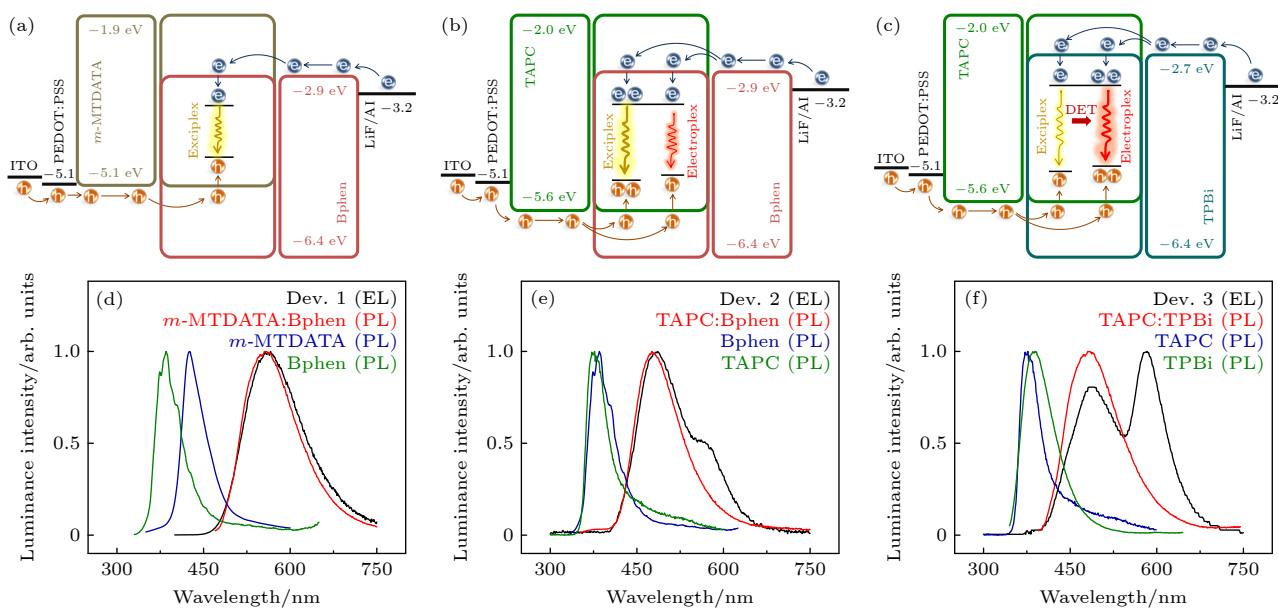 (a)
−1.9 eV
m-MTDATA
−5.1 eV
ITO
PEDOT:PSS
−5.1
e e e e e
Exciplex
h h h h h h
−2.9 eV
Bphen
−6.4 eV
LiF/Al
−3.2
(b)
−2.0 eV
TAPC
−5.6 eV
ITO
PEDOT:PSS
−5.1
Exciplex
Electroplex
−2.9 eV
Bphen
−6.4 eV
LiF/Al
−3.2
(c)
−2.0 eV
TAPC
−5.6 eV
ITO
PEDOT:PSS
−5.1
Exciplex
DET
Electroplex
−2.7 eV
TPBi
−6.4 eV
LiF/Al
−3.2
(d)
Dev. 1 (EL)
m-MTDATA:Bphen (PL)
m-MTDATA (PL)
Bphen (PL)
Luminance intensity/arb. units
1.0
0.5
0
300 450 600 750
Wavelength/nm
(e)
Dev. 2 (EL)
TAPC:Bphen (PL)
Bphen (PL)
TAPC (PL)
Luminance intensity/arb. units
1.0
0.5
0
300 450 600 750
Wavelength/nm
(f)
Dev. 3 (EL)
TAPC:TPBi (PL)
TAPC (PL)
TPBi (PL)
Luminance intensity/arb. units
1.0
0.5
0
300 450 600 750
Wavelength/nm